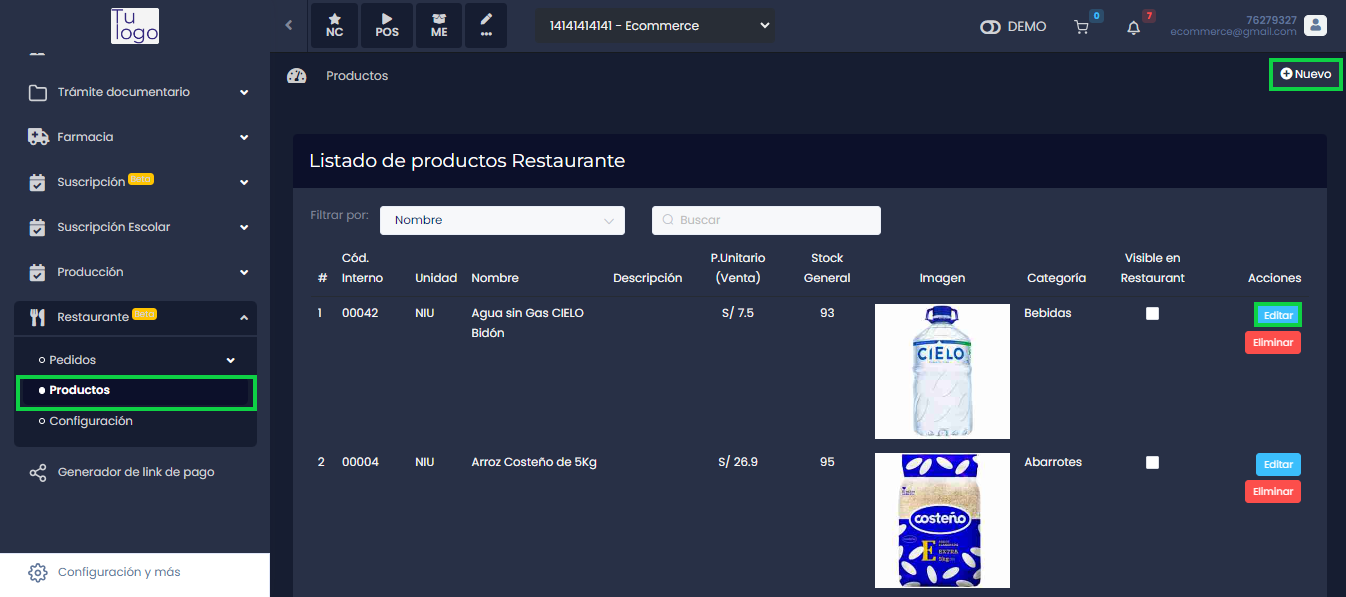 Tu
logo
NC
POS
ME
14141414141 - Ecommerce
DEMO
0
7
76279327
ecommerce@gmail.com
Trámite documentario
Farmacia
Suscripción Beta
Suscripción Escolar
Producción
Restaurante Beta
Pedidos
Productos
Configuración
Generador de link de pago
Configuración y más
Productos
Nuevo
Listado de productos Restaurante
Filtrar por:
Nombre
Buscar
# Cód. Interno Unidad Nombre Descripción P.Unitario (Venta) Stock General Imagen Categoría Visible en Restaurant Acciones
1 00042 NIU Agua sin Gas CIELO Bidón S/ 7.5 93 Bebidas Editar
Eliminar
CIELO
2 00004 NIU Arroz Costeño de 5Kg S/ 26.9 95 Abarrotes Editar
Eliminar
costeño
E
EXTRA
5kg